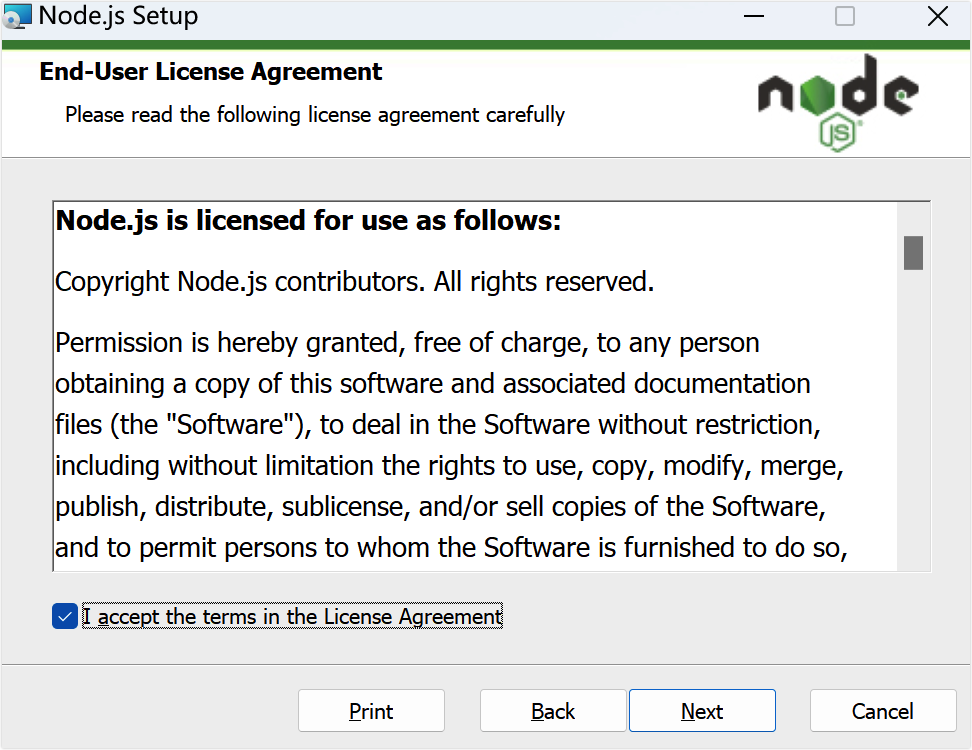 Node.js Setup
End-User License Agreement
Please read the following license agreement carefully
node
JS
Node.js is licensed for use as follows:
Copyright Node.js contributors. All rights reserved.
Permission is hereby granted, free of charge, to any person
obtaining a copy of this software and associated documentation
files (the "Software"), to deal in the Software without restriction,
including without limitation the rights to use, copy, modify, merge,
publish, distribute, sublicense, and/or sell copies of the Software,
and to permit persons to whom the Software is furnished to do so,
I accept the terms in the License Agreement
Print Back Next Cancel